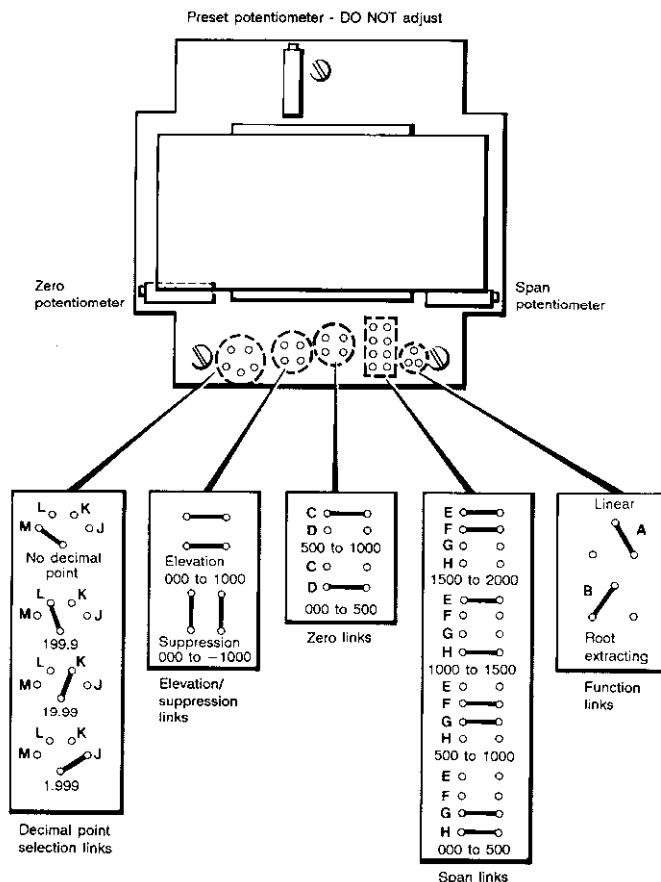 Preset potentiometer - DO NOT adjust
Zero
potentiometer
Span
potentiometer
L K
M J
No decimal
point
L K
M J
199.9
L K
M J
19.99
L K
M J
1.999
Decimal point
selection links
Elevation
000 to 1000
Suppression
000 to −1000
Elevation/
suppression
links
C
D
500 to 1000
C
D
000 to 500
Zero links
E
F
G
H
1500 to 2000
E
F
G
H
1000 to 1500
E
F
G
H
500 to 1000
E
F
G
H
000 to 500
Span links
Linear
A
B
Root
extracting
Function
links